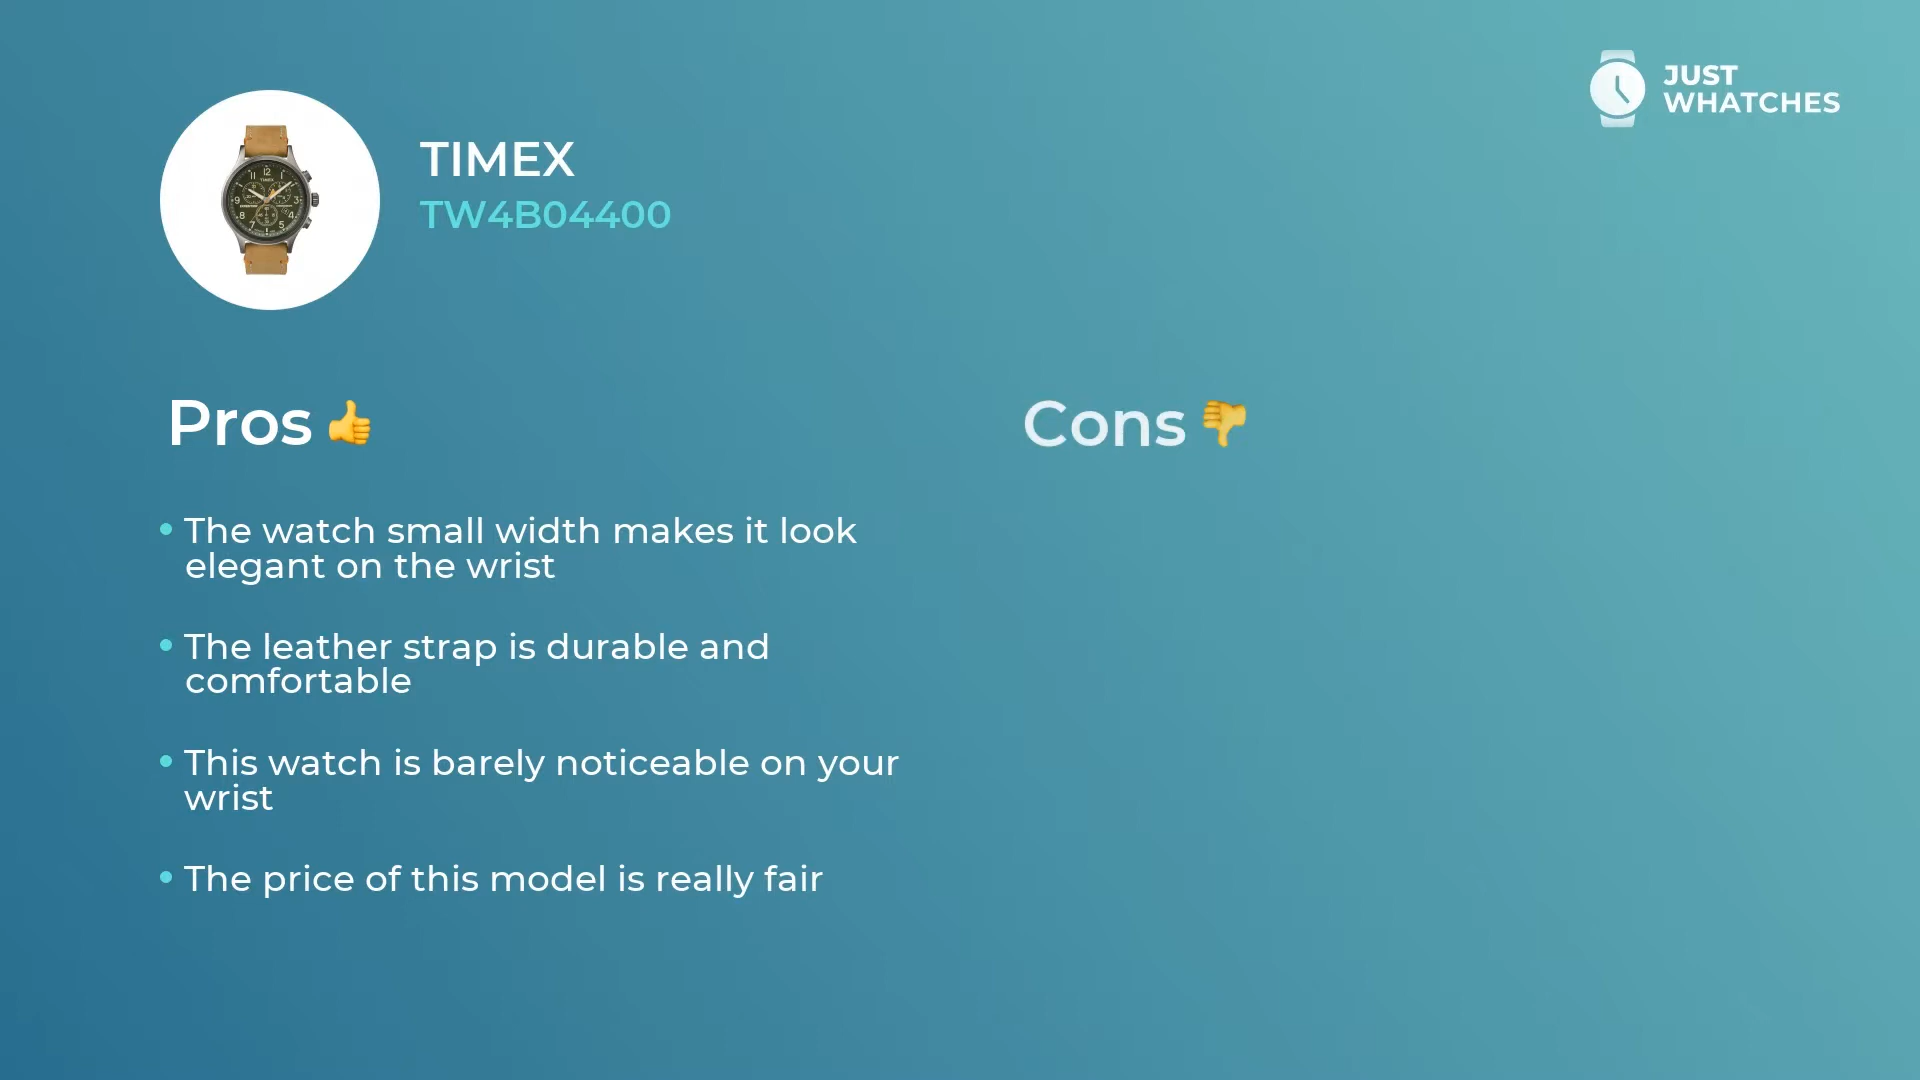 JUST
WHATCHES
TIMEX
TW4B04400
Pros 👍
The watch small width makes it look
elegant on the wrist
The leather strap is durable and
comfortable
This watch is barely noticeable on your
wrist
The price of this model is really fair
Cons 👎